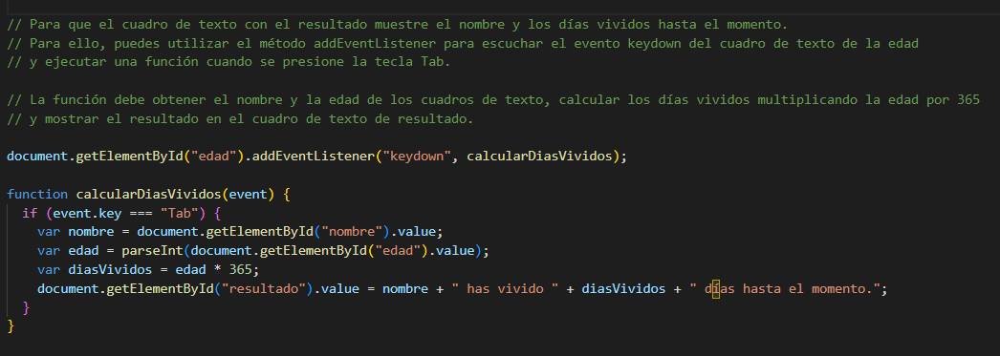 // Para que el cuadro de texto con el resultado muestre el nombre y los días vividos hasta el momento.
// Para ello, puedes utilizar el método addEventListener para escuchar el evento keydown del cuadro de texto de la edad
// y ejecutar una función cuando se presione la tecla Tab.
// La función debe obtener el nombre y la edad de los cuadros de texto, calcular los días vividos multiplicando la edad por 365
// y mostrar el resultado en el cuadro de texto de resultado.
document.getElementById("edad").addEventListener("keydown", calcularDiasVividos);
function calcularDiasVividos(event) {
if (event.key === "Tab") {
var nombre = document.getElementById("nombre").value;
var edad = parseInt(document.getElementById("edad").value);
var diasVividos = edad * 365;
document.getElementById("resultado").value = nombre + " has vivido " + diasVividos + " días hasta el momento.";
}
}